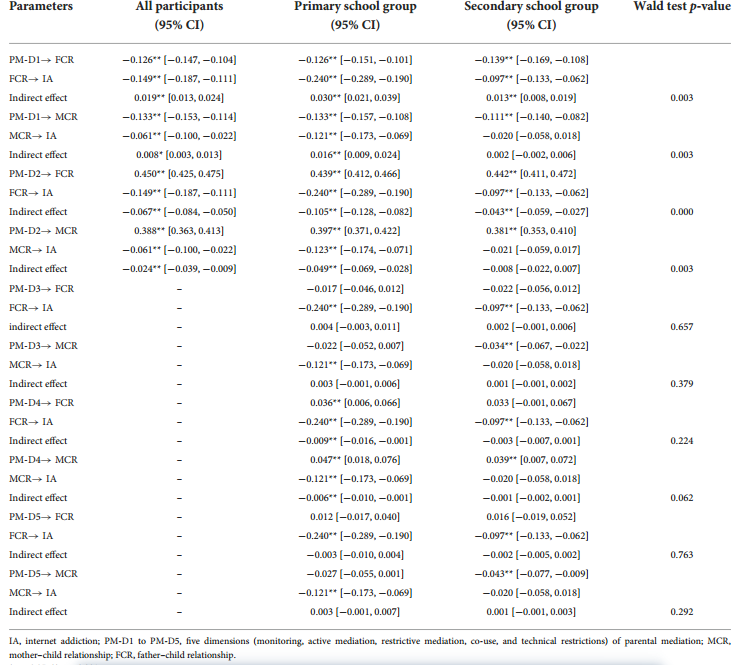 Parameters All participants Primary school group Secondary school group Wald test p-value
(95% CI) (95% CI) (95% CI)
PM-D1→ FCR −0.126** [−0.147, −0.104] −0.126** [−0.151, −0.101] −0.139** [−0.169, −0.108]
FCR→ IA −0.149** [−0.187, −0.111] −0.240** [−0.289, −0.190] −0.097** [−0.133, −0.062]
Indirect effect 0.019** [0.013, 0.024] 0.030** [0.021, 0.039] 0.013** [0.008, 0.019] 0.003
PM-D1→ MCR −0.133** [−0.153, −0.114] −0.133** [−0.157, −0.108] −0.111** [−0.140, −0.082]
MCR→ IA −0.061** [−0.100, −0.022] −0.121** [−0.173, −0.069] −0.020 [−0.058, 0.018]
Indirect effect 0.008* [0.003, 0.013] 0.016** [0.009, 0.024] 0.002 [−0.002, 0.006] 0.003
PM-D2→ FCR 0.450** [0.425, 0.475] 0.439** [0.412, 0.466] 0.442** [0.411, 0.472]
FCR→ IA −0.149** [−0.187, −0.111] −0.240** [−0.289, −0.190] −0.097** [−0.133, −0.062]
Indirect effect −0.067** [−0.084, −0.050] −0.105** [−0.128, −0.082] −0.043** [−0.059, −0.027] 0.000
PM-D2→ MCR 0.388** [0.363, 0.413] 0.397** [0.371, 0.422] 0.381** [0.353, 0.410]
MCR→ IA −0.061** [−0.100, −0.022] −0.123** [−0.174, −0.071] −0.021 [−0.059, 0.017]
Indirect effect −0.024** [−0.039, −0.009] −0.049** [−0.069, −0.028] −0.008 [−0.022, 0.007] 0.003
PM-D3→ FCR – −0.017 [−0.046, 0.012] −0.022 [−0.056, 0.012]
FCR→ IA – −0.240** [−0.289, −0.190] −0.097** [−0.133, −0.062]
indirect effect – 0.004 [−0.003, 0.011] 0.002 [−0.001, 0.006] 0.657
PM-D3→ MCR – −0.022 [−0.052, 0.007] −0.034** [−0.067, −0.022]
MCR→ IA – −0.121** [−0.173, −0.069] −0.020 [−0.058, 0.018]
Indirect effect – 0.003 [−0.001, 0.006] 0.001 [−0.001, 0.002] 0.379
PM-D4→ FCR – 0.036** [0.006, 0.066] 0.033 [−0.001, 0.067]
FCR→ IA – −0.240** [−0.289, −0.190] −0.097** [−0.133, −0.062]
Indirect effect – −0.009** [−0.016, −0.001] −0.003 [−0.007, 0.001] 0.224
PM-D4→ MCR – 0.047** [0.018, 0.076] 0.039** [0.007, 0.072]
MCR→ IA – −0.121** [−0.173, −0.069] −0.020 [−0.058, 0.018]
Indirect effect – −0.006** [−0.010, −0.001] −0.001 [−0.002, 0.001] 0.062
PM-D5→ FCR – 0.012 [−0.017, 0.040] 0.016 [−0.019, 0.052]
FCR→ IA – −0.240** [−0.289, −0.190] −0.097** [−0.133, −0.062]
Indirect effect – −0.003 [−0.010, 0.004] −0.002 [−0.005, 0.002] 0.763
PM-D5→ MCR – −0.027 [−0.055, 0.001] −0.043** [−0.077, −0.009]
MCR→ IA – −0.121** [−0.173, −0.069] −0.020 [−0.058, 0.018]
Indirect effect – 0.003 [−0.001, 0.007] 0.001 [−0.001, 0.003] 0.292
IA, internet addiction; PM-D1 to PM-D5, five dimensions (monitoring, active mediation, restrictive mediation, co-use, and technical restrictions) of parental mediation; MCR,
mother–child relationship; FCR, father–child relationship.